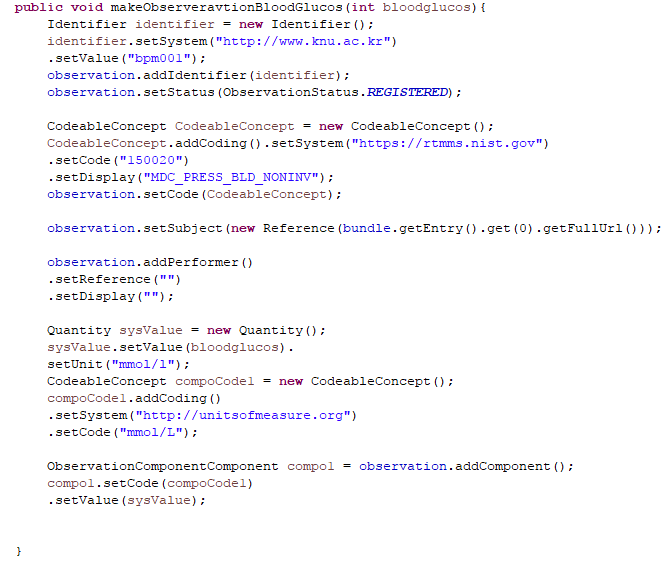 public void makeObserveravtionBloodGlucos(int bloodglucos){
Identifier identifier = new Identifier();
identifier.setSystem("http://www.knu.ac.kr")
.setValue("bpm001");
observation.addIdentifier(identifier);
observation.setStatus(ObservationStatus.REGISTERED);
CodeableConcept CodeableConcept = new CodeableConcept();
CodeableConcept.addCoding().setSystem("https://rtmms.nist.gov")
.setCode("150020")
.setDisplay("MDC_PRESS_BLD_NONINV");
observation.setCode(CodeableConcept);
observation.setSubject(new Reference(bundle.getEntry().get(0).getFullUrl()));
observation.addPerformer()
.setReference("")
.setDisplay("");
Quantity sysValue = new Quantity();
sysValue.setValue(bloodglucos).
setUnit("mmol/l");
CodeableConcept compoCode1 = new CodeableConcept();
compoCode1.addCoding()
.setSystem("http://unitsofmeasure.org")
.setCode("mmol/L");
ObservationComponentComponent compo1 = observation.addComponent();
compo1.setCode(compoCode1)
.setValue(sysValue);
}